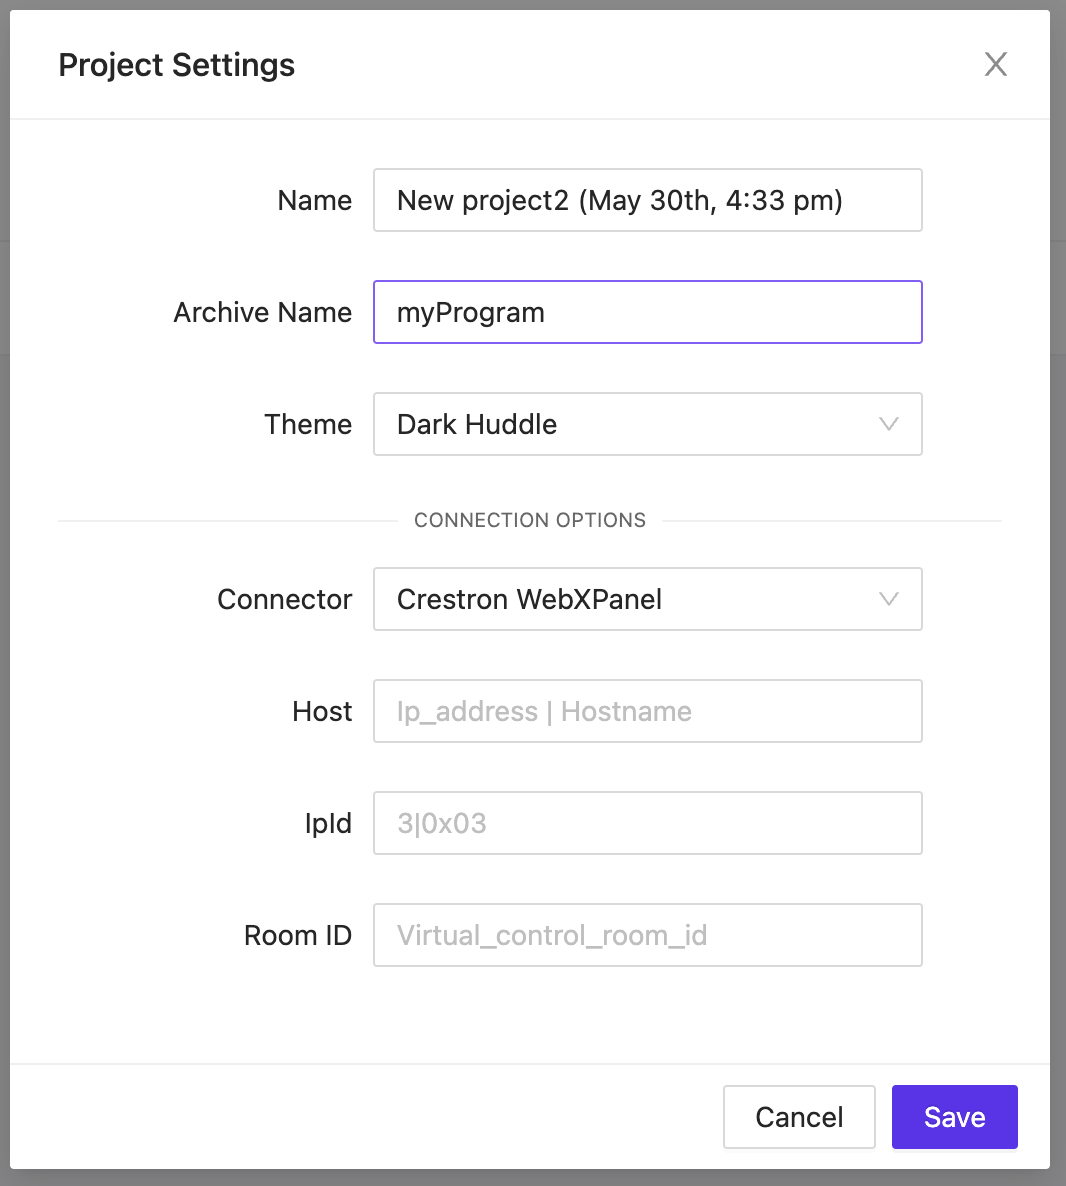 Project Settings
Name
New project2 (May 30th, 4:33 pm)
Archive Name
myProgram
Theme
Dark Huddle
CONNECTION OPTIONS
Connector
Crestron WebXPanel
Host
Ip_address | Hostname
IpId
3|0x03
Room ID
Virtual_control_room_id
Cancel
Save